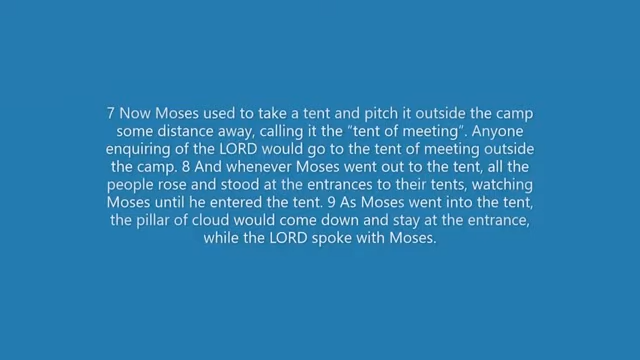 7 Now Moses used to take a tent and pitch it outside the camp
some distance away, calling it the “tent of meeting”. Anyone
enquiring of the LORD would go to the tent of meeting outside
the camp. 8 And whenever Moses went out to the tent, all the
people rose and stood at the entrances to their tents, watching
Moses until he entered the tent. 9 As Moses went into the tent,
the pillar of cloud would come down and stay at the entrance,
while the LORD spoke with Moses.